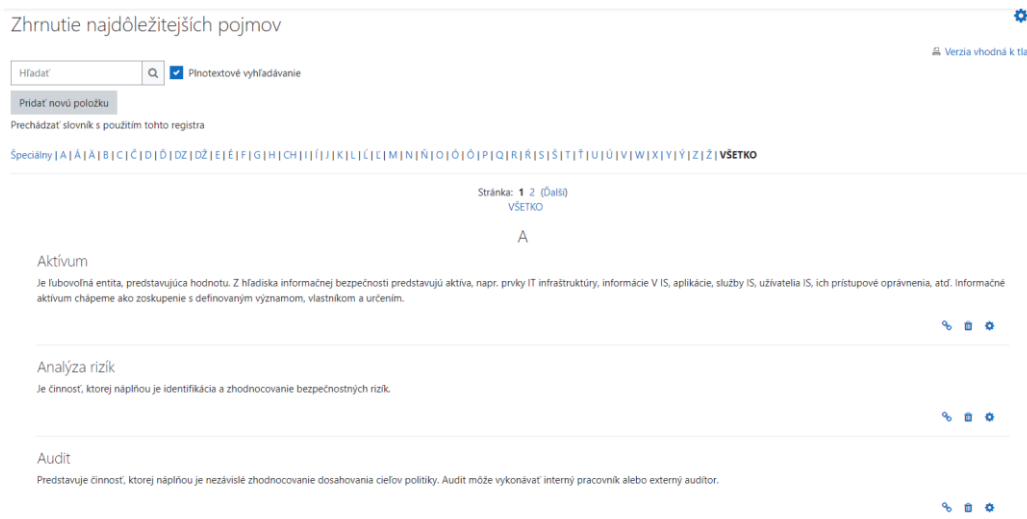 Zhrnutie najdôležitejších pojmov
Verzia vhodná k tla
Hľadať
Plnotextové vyhľadávanie
Pridať novú položku
Prechádzať slovník s použitím tohto registra
Špeciálny | A | Á | Ä | B | C | Č | D | Ď | DZ | DŽ | E | É | F | G | H | CH | I | Í | J | K | L | Ĺ | Ľ | M | N | Ň | O | Ó | Ô | P | Q | R | Ŕ | S | Š | T | Ť | U | Ú | V | W | X | Y | Ý | Z | Ž | VŠETKO
Stránka: 1 2 (Ďalší)
VŠETKO
A
Aktívum
Je ľubovoľná entita, predstavujúca hodnotu. Z hľadiska informačnej bezpečnosti predstavujú aktíva, napr. prvky IT infraštruktúry, informácie V IS, aplikácie, služby IS, užívatelia IS, ich prístupové oprávnenia, atď. Informačné
aktívum chápeme ako zoskupenie s definovaným významom, vlastníkom a určením.
Analýza rizík
Je činnosť, ktorej náplňou je identifikácia a zhodnocovanie bezpečnostných rizík.
Audit
Predstavuje činnosť, ktorej náplňou je nezávislé zhodnocovanie dosahovania cieľov politiky. Audit môže vykonávať interný pracovník alebo externý audítor.